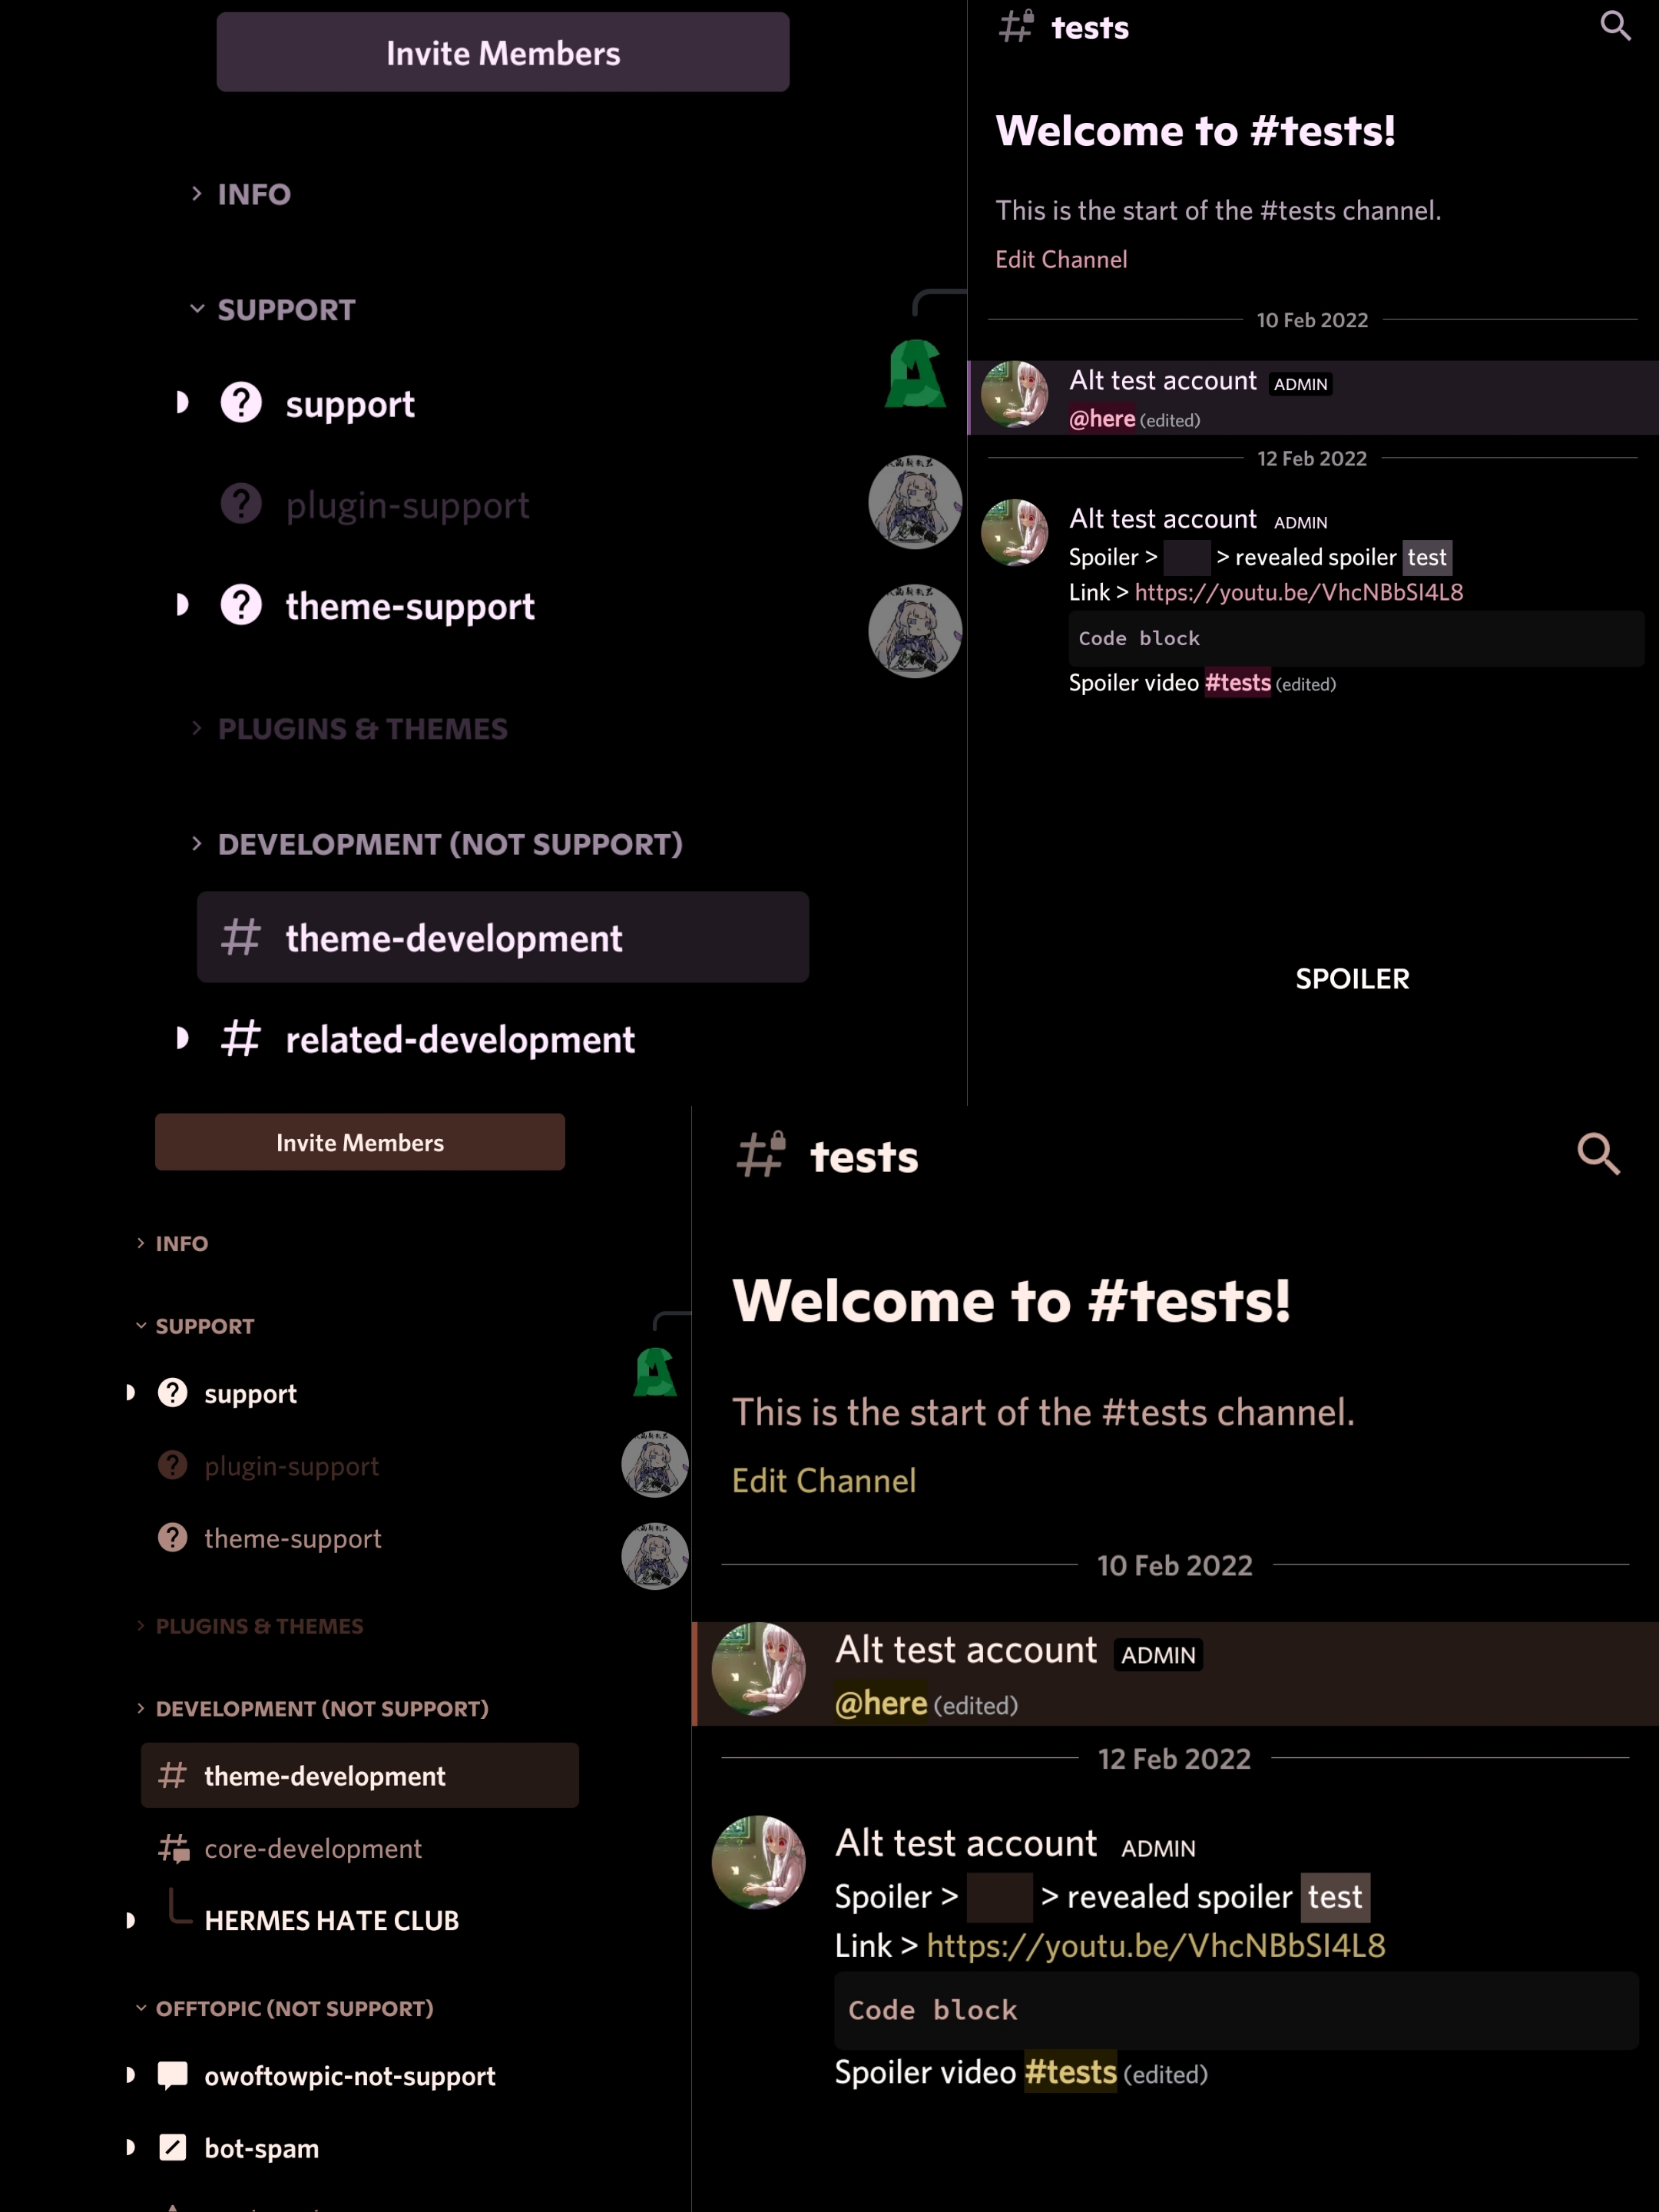 Invite Members
INFO
SUPPORT
support
plugin-support
theme-support
PLUGINS & THEMES
DEVELOPMENT (NOT SUPPORT)
theme-development
related-development
tests
Welcome to #tests!
This is the start of the #tests channel.
Edit Channel
10 Feb 2022
Alt test account ADMIN
@here (edited)
12 Feb 2022
Alt test account ADMIN
Spoiler > > revealed spoiler test
Link > https://youtu.be/VhcNBbSI4L8
Code block
Spoiler video #tests (edited)
SPOILER
Invite Members
INFO
SUPPORT
support
plugin-support
theme-support
PLUGINS & THEMES
DEVELOPMENT (NOT SUPPORT)
theme-development
core-development
HERMES HATE CLUB
OFFTOPIC (NOT SUPPORT)
owoftowpic-not-support
bot-spam
tests
Welcome to #tests!
This is the start of the #tests channel.
Edit Channel
10 Feb 2022
Alt test account ADMIN
@here (edited)
12 Feb 2022
Alt test account ADMIN
Spoiler > > revealed spoiler test
Link > https://youtu.be/VhcNBbSI4L8
Code block
Spoiler video #tests (edited)